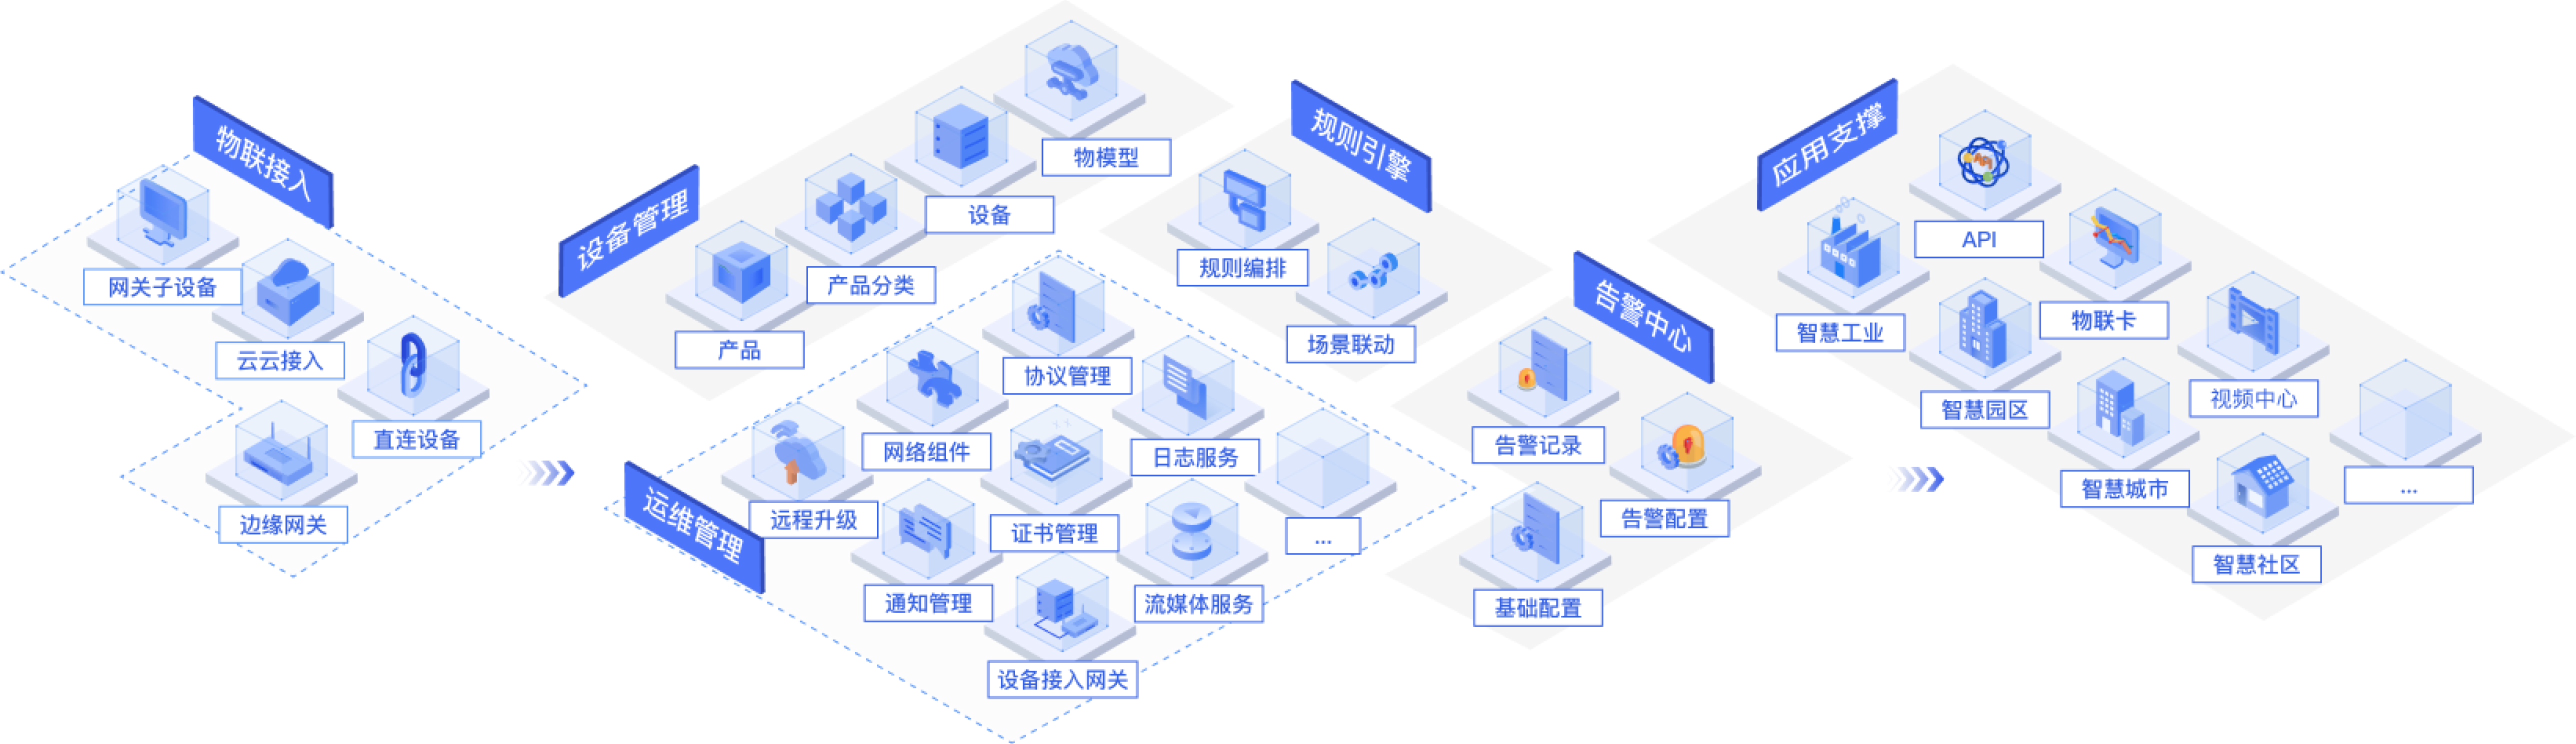 物联接入
网关子设备
云云接入
直连设备
边缘网关
设备管理
物模型
设备
产品分类
产品
运维管理
协议管理
网络组件
日志服务
远程升级
证书管理
...
通知管理
流媒体服务
设备接入网关
规则引擎
规则编排
场景联动
告警中心
告警记录
告警配置
基础配置
应用支撑
API
API
物联卡
智慧工业
视频中心
智慧园区
智慧城市
...
智慧社区